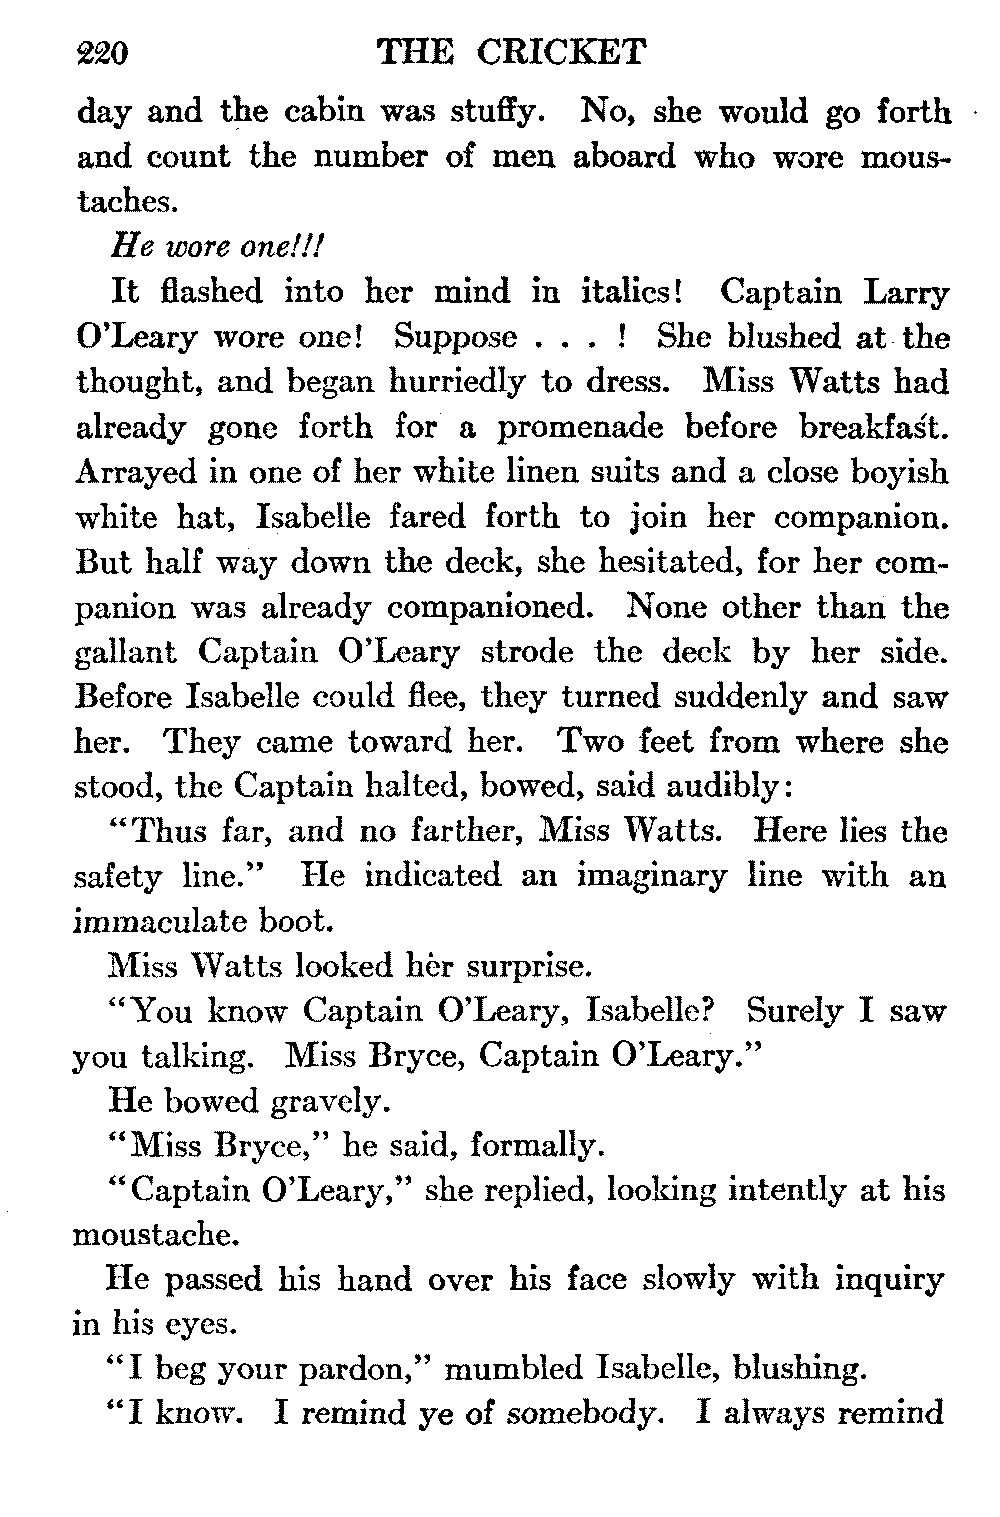 220 THE CRICKET
day and the cabin was stuffy. No, she would go forth
and count the number of men aboard who wore mous-
taches.
He wore one!!!
It flashed into her mind in italics! Captain Larry
O'Leary wore one! Suppose . . . ! She blushed at the
thought, and began hurriedly to dress. Miss Watts had
already gone forth for a promenade before breakfast.
Arrayed in one of her white linen suits and a close boyish
white hat, Isabelle fared forth to join her companion.
But half way down the deck, she hesitated, for her com-
panion was already companioned. None other than the
gallant Captain O'Leary strode the deck by her side.
Before Isabelle could flee, they turned suddenly and saw
her. They came toward her. Two feet from where she
stood, the Captain halted, bowed, said audibly:
"Thus far, and no farther, Miss Watts. Here lies the
safety line." He indicated an imaginary line with an
immaculate boot.
Miss Watts looked her surprise.
"You know Captain O'Leary, Isabelle? Surely I saw
you talking. Miss Bryce, Captain O'Leary."
He bowed gravely.
"Miss Bryce," he said, formally.
"Captain O'Leary," she replied, looking intently at his
moustache.
He passed his hand over his face slowly with inquiry
in his eyes.
"I beg your pardon," mumbled Isabelle, blushing.
"I know. I remind ye of somebody. I always remind